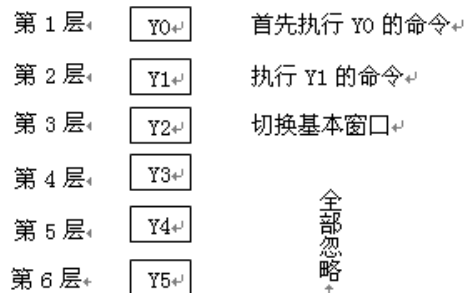 第 1 层 Y0 首先执行 Y0 的命令
第 2 层 Y1 执行 Y1 的命令
第 3 层 Y2 切换基本窗口
第 4 层 Y3
第 5 层 Y4
第 6 层 Y5
全部忽略